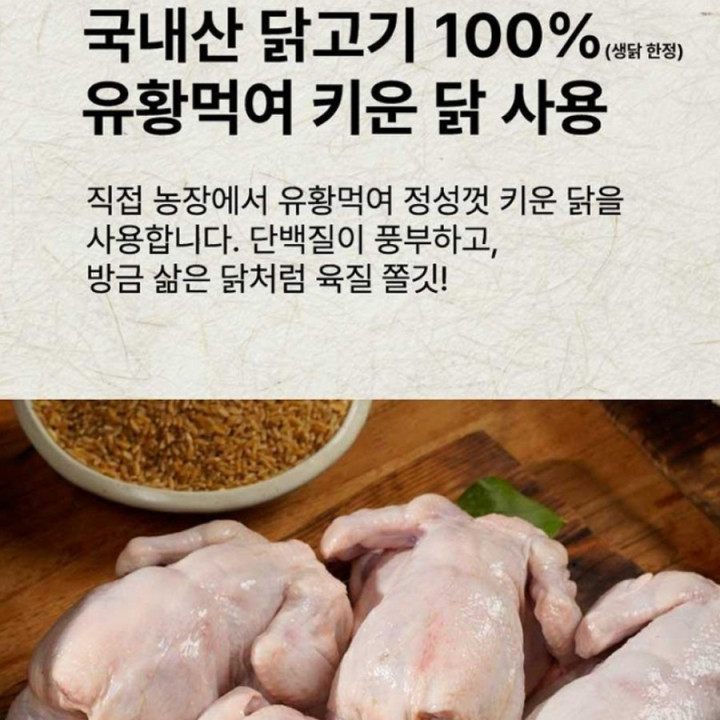 국내산 닭고기 100% (생닭 한정)
유황먹여 키운 닭 사용
직접 농장에서 유황먹여 정성껏 키운 닭을
사용합니다. 단백질이 풍부하고,
방금 삶은 닭처럼 육질 쫄깃!